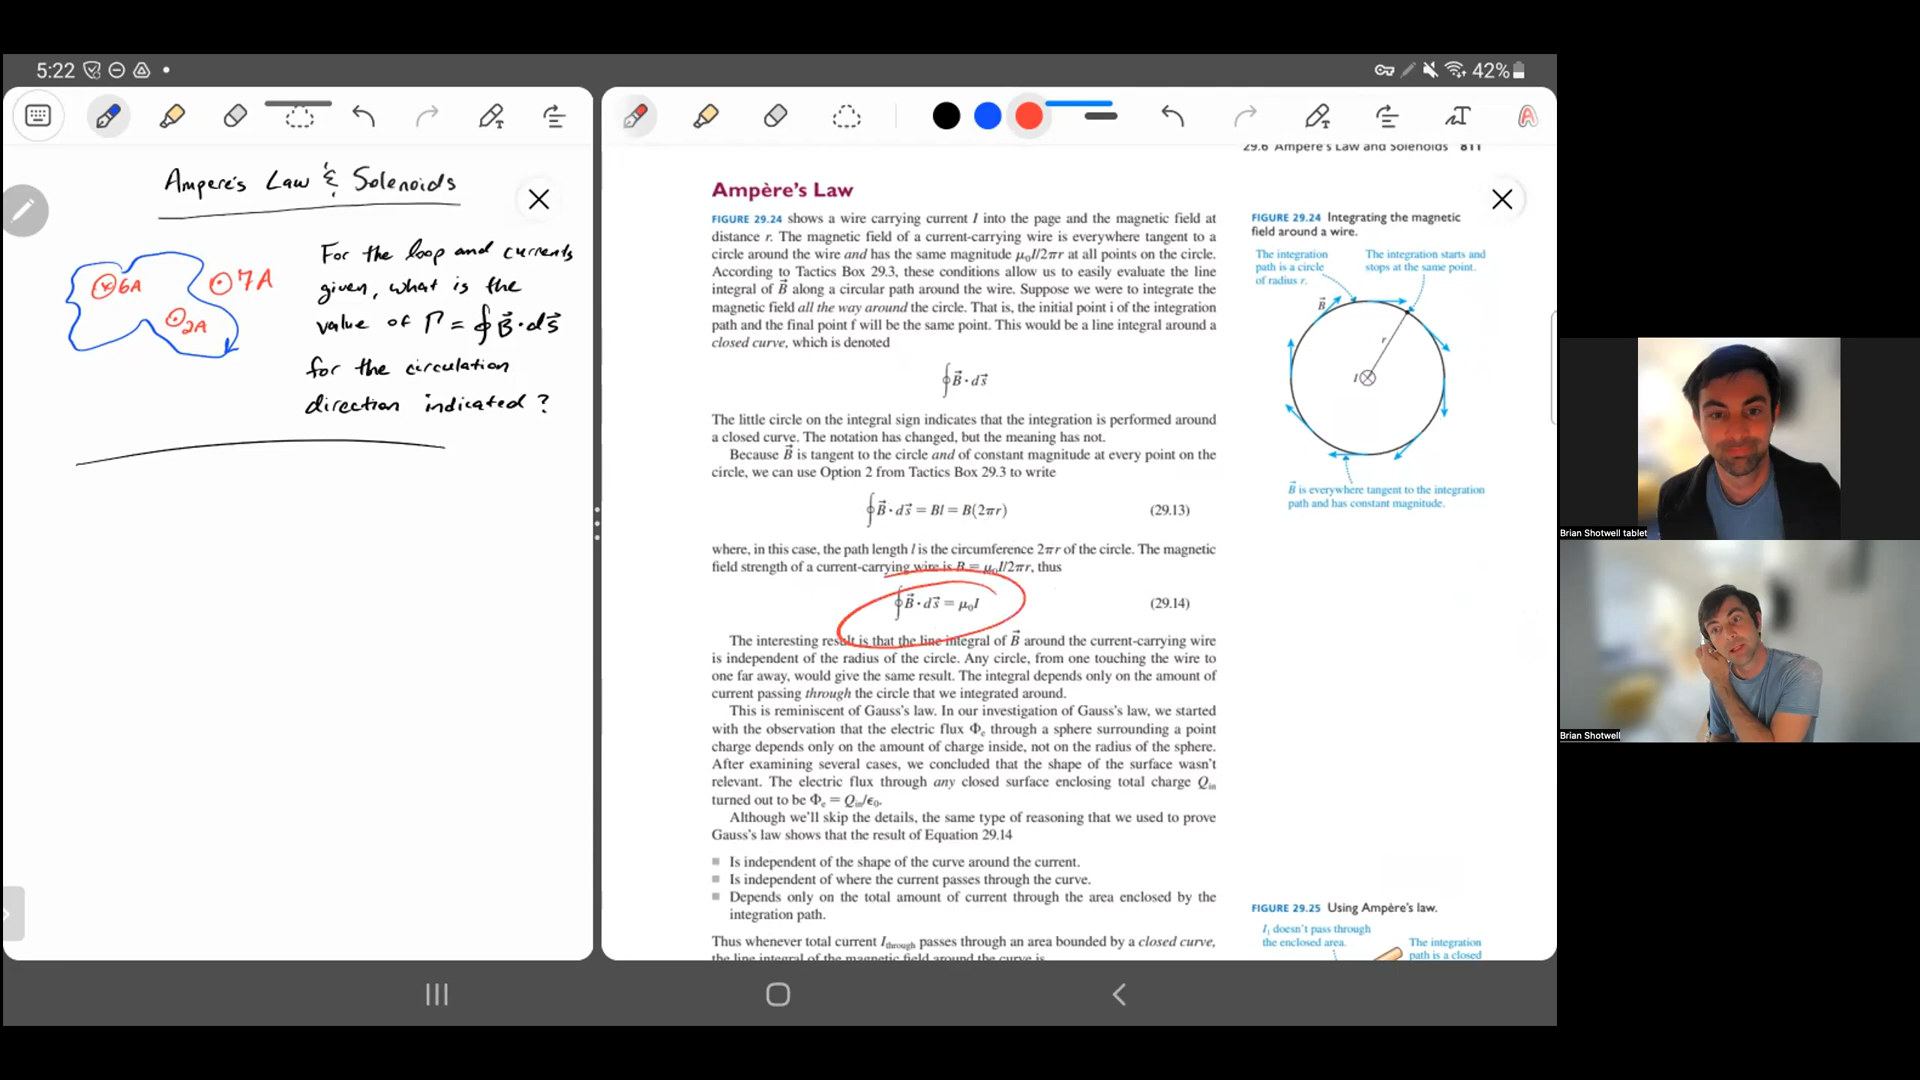 5:22
42%
Ampere's Law & Solenoids
6A
7A
2A
For the loop and currents
given, what is the
value of Γ = ∮ B⃗ · ds⃗
for the circulation
direction indicated?
29.6 Ampère's Law and Solenoids 811
Ampère's Law
FIGURE 29.24 shows a wire carrying current I into the page and the magnetic field at
distance r. The magnetic field of a current-carrying wire is everywhere tangent to a
circle around the wire and has the same magnitude μ₀I/2πr at all points on the circle.
According to Tactics Box 29.3, these conditions allow us to easily evaluate the line
integral of B⃗ along a circular path around the wire. Suppose we were to integrate the
magnetic field all the way around the circle. That is, the initial point i of the integration
path and the final point f will be the same point. This would be a line integral around a
closed curve, which is denoted
∮ B⃗ · ds⃗
The little circle on the integral sign indicates that the integration is performed around
a closed curve. The notation has changed, but the meaning has not.
Because B⃗ is tangent to the circle and of constant magnitude at every point on the
circle, we can use Option 2 from Tactics Box 29.3 to write
∮ B⃗ · ds⃗ = Bl = B(2πr) (29.13)
where, in this case, the path length l is the circumference 2πr of the circle. The magnetic
field strength of a current-carrying wire is B = μ₀I/2πr, thus
∮ B⃗ · ds⃗ = μ₀I (29.14)
The interesting result is that the line integral of B⃗ around the current-carrying wire
is independent of the radius of the circle. Any circle, from one touching the wire to
one far away, would give the same result. The integral depends only on the amount of
current passing through the circle that we integrated around.
This is reminiscent of Gauss's law. In our investigation of Gauss's law, we started
with the observation that the electric flux Φₑ through a sphere surrounding a point
charge depends only on the amount of charge inside, not on the radius of the sphere.
After examining several cases, we concluded that the shape of the surface wasn't
relevant. The electric flux through any closed surface enclosing total charge Qin
turned out to be Φₑ = Qin/ϵ₀.
Although we'll skip the details, the same type of reasoning that we used to prove
Gauss's law shows that the result of Equation 29.14
■ Is independent of the shape of the curve around the current.
■ Is independent of where the current passes through the curve.
■ Depends only on the total amount of current through the area enclosed by the
integration path.
Thus whenever total current Ithrough passes through an area bounded by a closed curve,
the line integral of the magnetic field around the curve is
FIGURE 29.24 Integrating the magnetic
field around a wire.
The integration
path is a circle
of radius r.
The integration starts and
stops at the same point.
B⃗
r
I
B⃗ is everywhere tangent to the integration
path and has constant magnitude.
FIGURE 29.25 Using Ampère's law.
I₁ doesn't pass through
the enclosed area.
The integration
path is a closed
Brian Shotwell tablet
Brian Shotwell